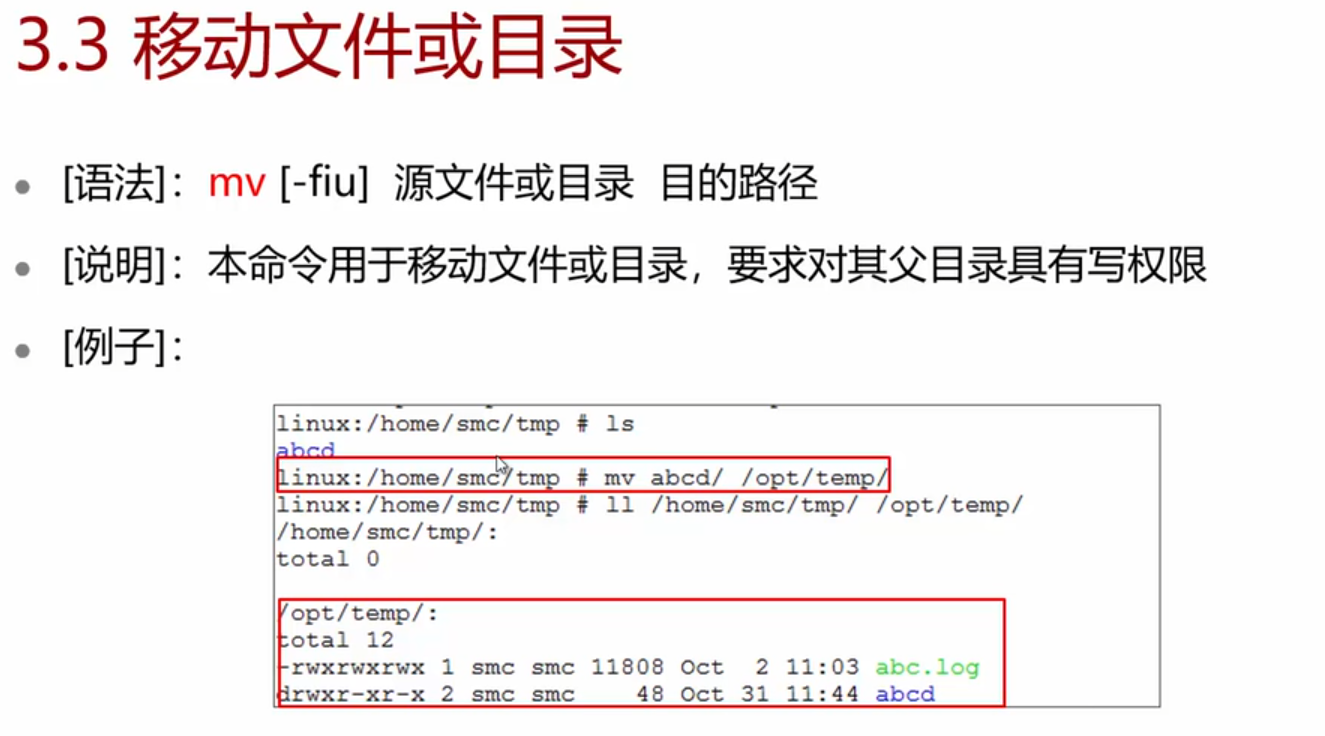 3.3 移动文件或目录
[语法]：mv [-fiu] 源文件或目录 目的路径
[说明]：本命令用于移动文件或目录，要求对其父目录具有写权限
[例子]：
linux:/home/smc/tmp # ls
abcd
linux:/home/smc/tmp # mv abcd/ /opt/temp/
linux:/home/smc/tmp # ll /home/smc/tmp/ /opt/temp/
/home/smc/tmp/:
total 0
/opt/temp/:
total 12
-rwxrwxrwx 1 smc smc 11808 Oct  2 11:03 abc.log
drwxr-xr-x 2 smc smc    48 Oct 31 11:44 abcd